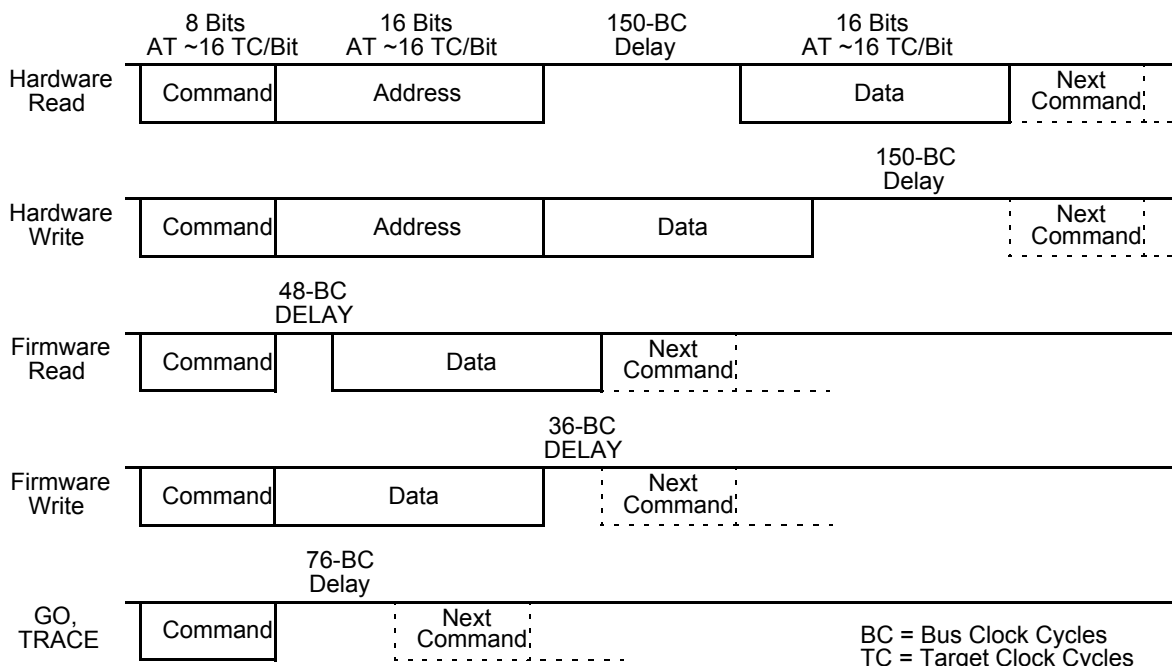 8 Bits
AT ~16 TC/Bit
16 Bits
AT ~16 TC/Bit
150-BC
Delay
16 Bits
AT ~16 TC/Bit
Hardware
Read
Command
Address
Data
Next
Command
150-BC
Delay
Hardware
Write
Command
Address
Data
Next
Command
48-BC
DELAY
Firmware
Read
Command
Data
Next
Command
36-BC
DELAY
Firmware
Write
Command
Data
Next
Command
76-BC
Delay
GO,
TRACE
Command
Next
Command
BC = Bus Clock Cycles
TC = Target Clock Cycles